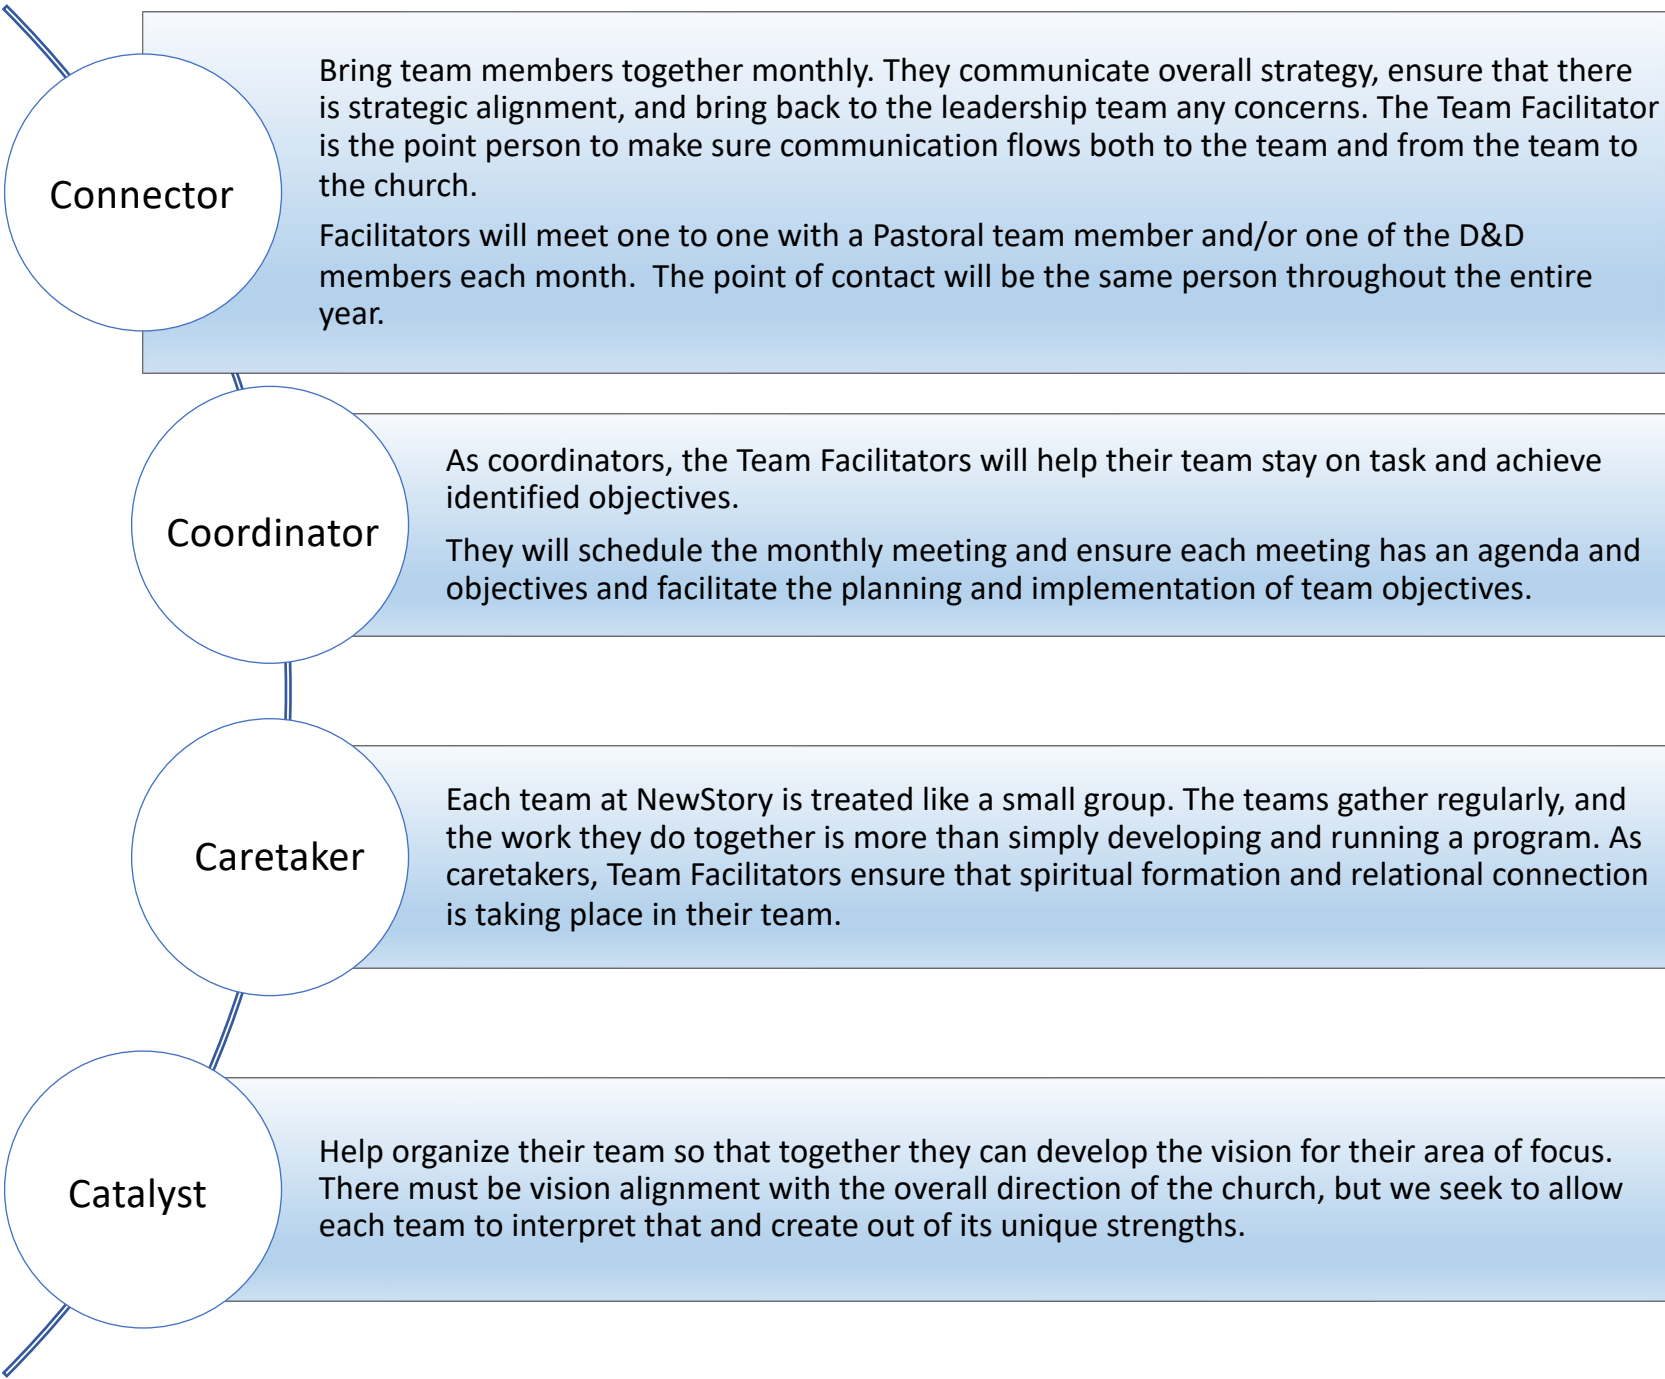 Connector
Bring team members together monthly. They communicate overall strategy, ensure that there
is strategic alignment, and bring back to the leadership team any concerns. The Team Facilitator
is the point person to make sure communication flows both to the team and from the team to
the church.
Facilitators will meet one to one with a Pastoral team member and/or one of the D&D
members each month.  The point of contact will be the same person throughout the entire
year.
Coordinator
As coordinators, the Team Facilitators will help their team stay on task and achieve
identified objectives.
They will schedule the monthly meeting and ensure each meeting has an agenda and
objectives and facilitate the planning and implementation of team objectives.
Caretaker
Each team at NewStory is treated like a small group. The teams gather regularly, and
the work they do together is more than simply developing and running a program. As
caretakers, Team Facilitators ensure that spiritual formation and relational connection
is taking place in their team.
Catalyst
Help organize their team so that together they can develop the vision for their area of focus.
There must be vision alignment with the overall direction of the church, but we seek to allow
each team to interpret that and create out of its unique strengths.